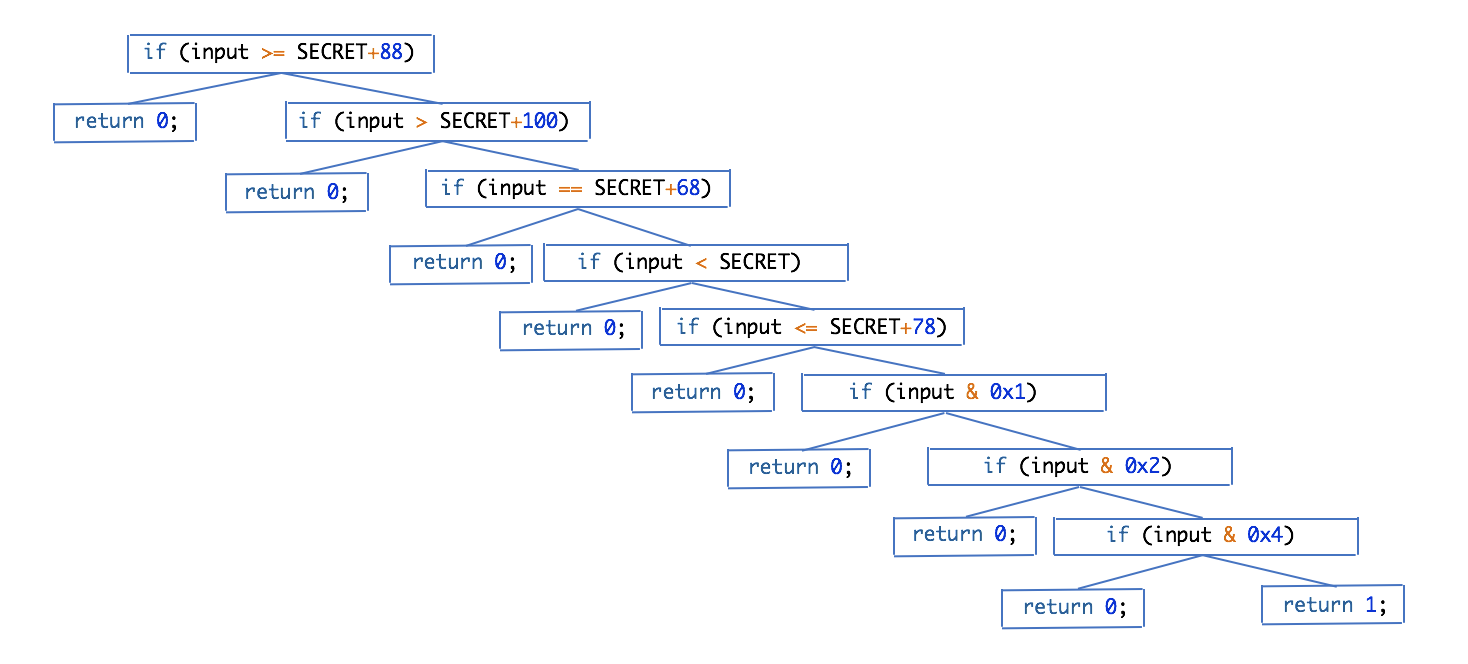 if (input >= SECRET+88)
return 0;
if (input > SECRET+100)
return 0;
if (input == SECRET+68)
return 0;
if (input < SECRET)
return 0;
if (input <= SECRET+78)
return 0;
if (input & 0x1)
return 0;
if (input & 0x2)
return 0;
if (input & 0x4)
return 0;
return 1;